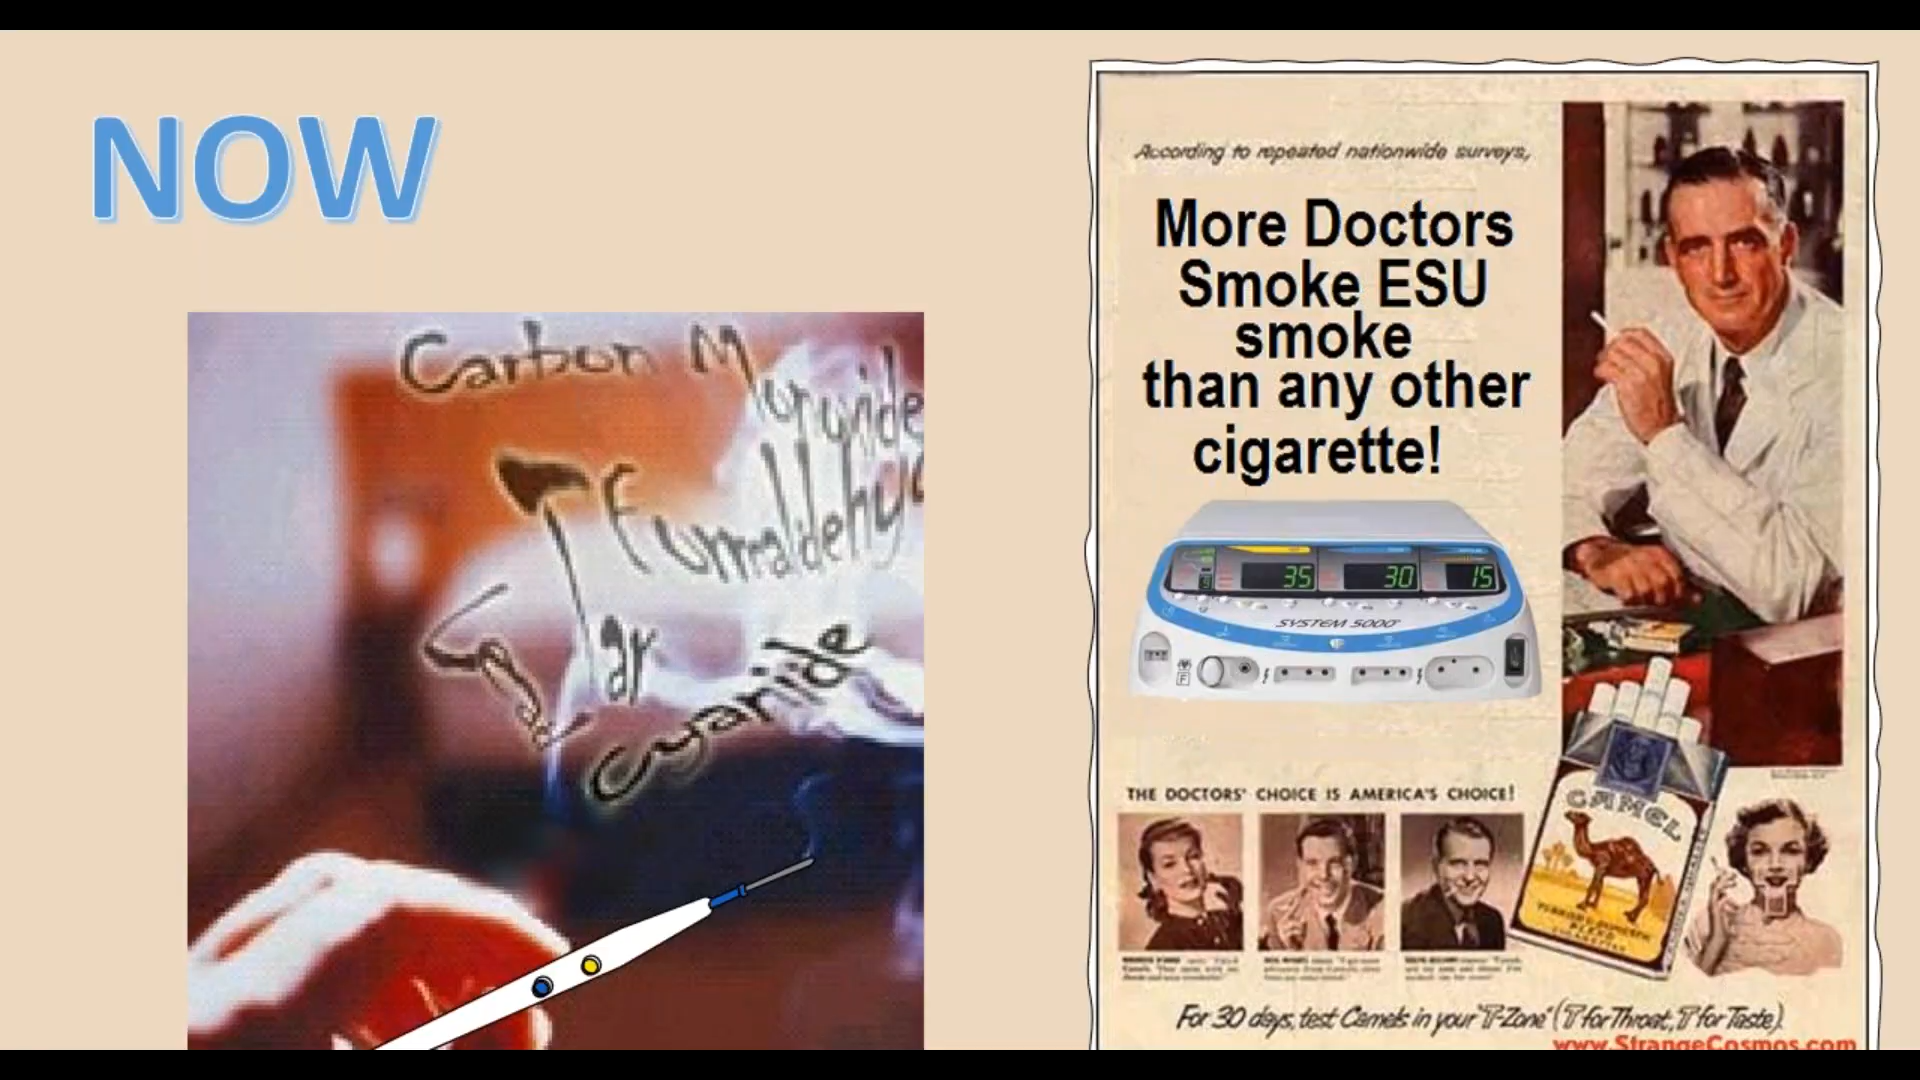 NOW
Carbon Monoxide
Formaldehyd
Lead
Tar
Cyanide
According to repeated nationwide surveys,
More Doctors
Smoke ESU
smoke
than any other
cigarette!
35 30 15
SYSTEM 5000
THE DOCTORS' CHOICE IS AMERICA'S CHOICE!
CAMEL
For 30 days, test Camels in your "T-Zone" (T for Throat, T for Taste).
www.StrangeCosmos.com